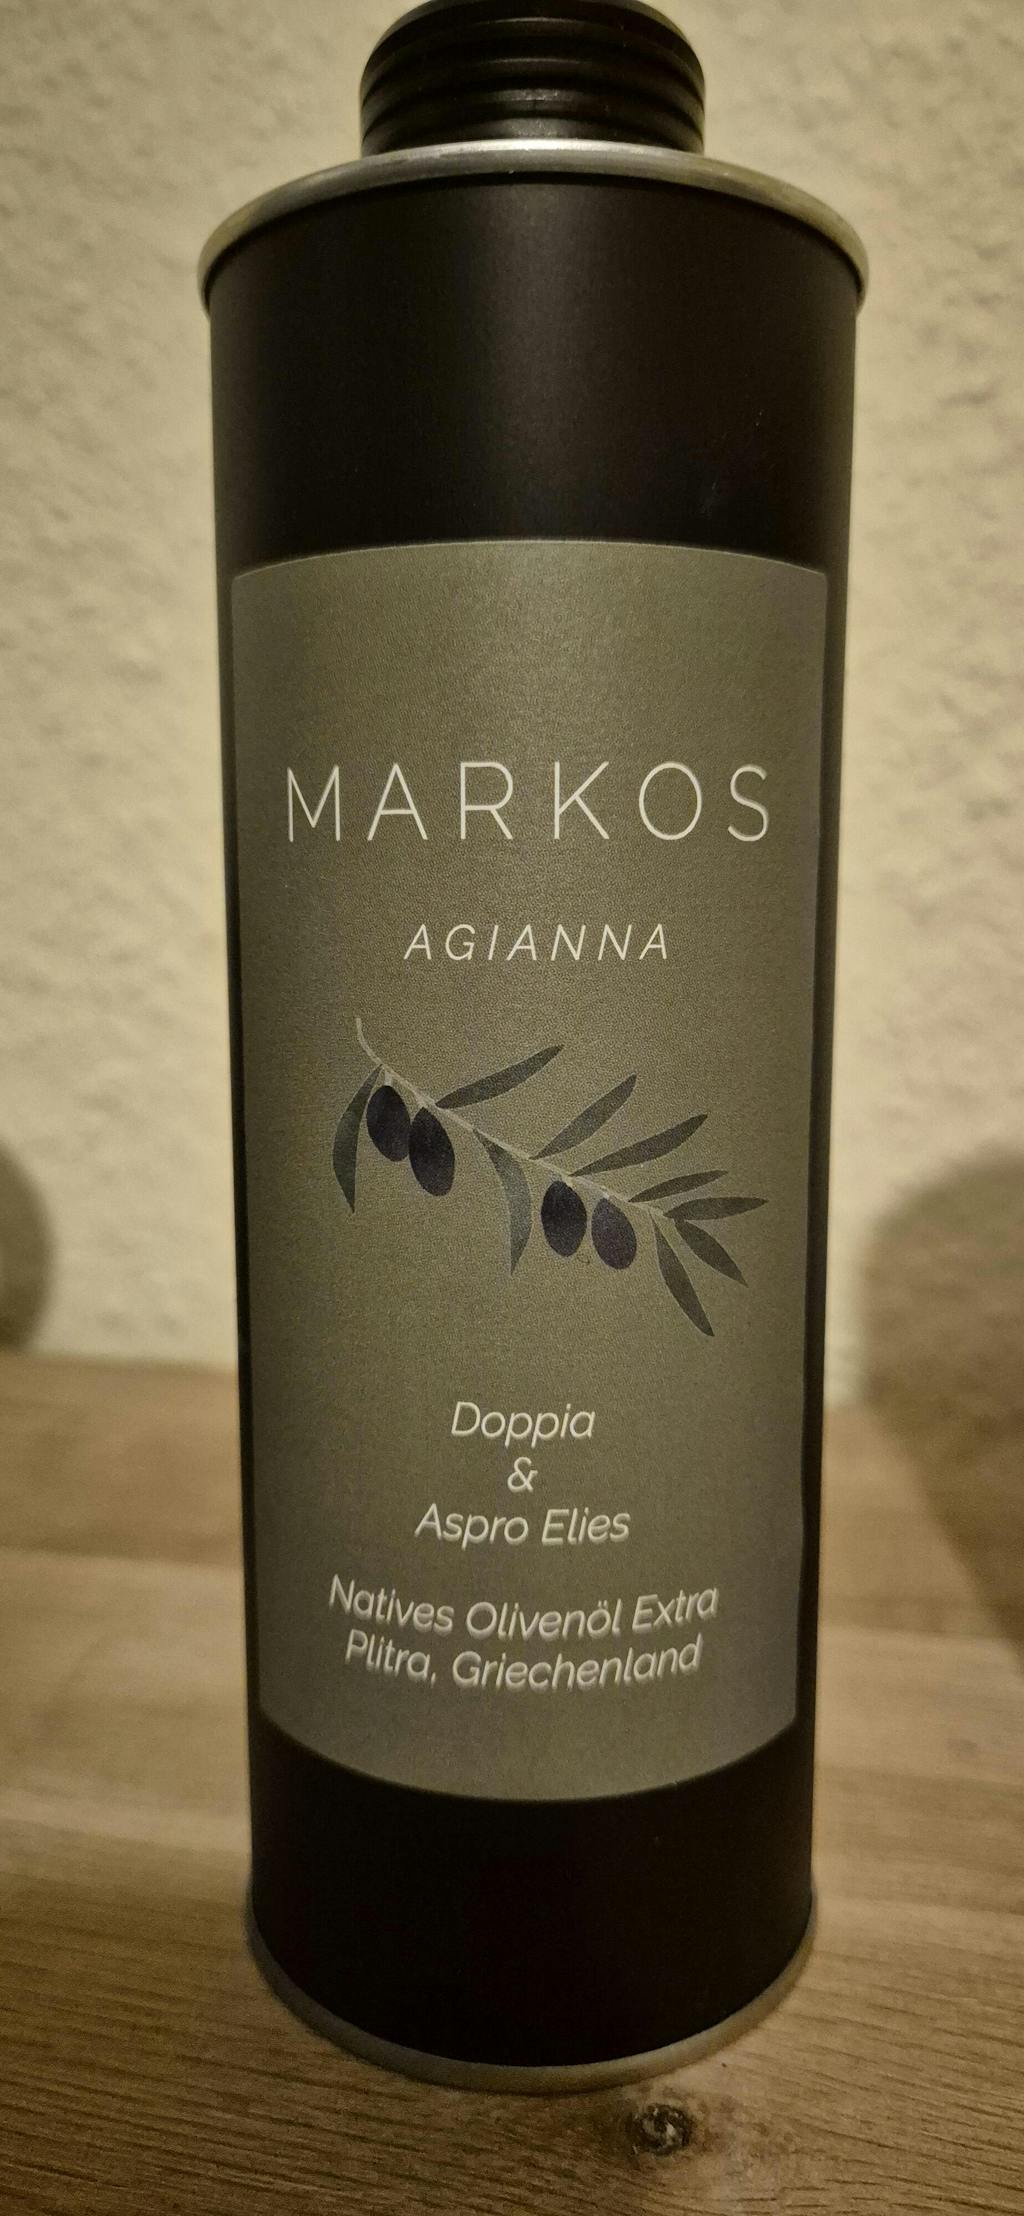 MARKOS
AGIANNA
Doppia
&
Aspro Elies
Natives Olivenöl Extra
Plitra, Griechenland